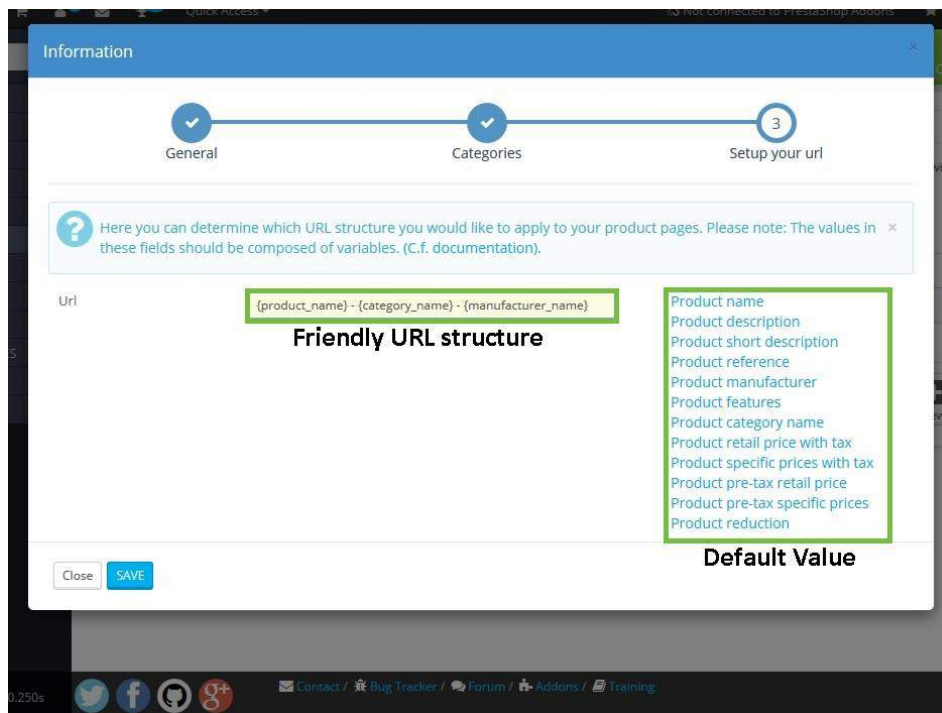 Quick Access
Not connected to PrestaShop Addons
Information
×
3
General
Categories
Setup your url
?
Here you can determine which URL structure you would like to apply to your product pages. Please note: The values in
×
these fields should be composed of variables. (C.f. documentation).
Url
{product_name} - {category_name} - {manufacturer_name}
Friendly URL structure
Product name
Product description
Product short description
Product reference
Product manufacturer
Product features
Product category name
Product retail price with tax
Product specific prices with tax
Product pre-tax retail price
Product pre-tax specific prices
Product reduction
Default Value
Close
SAVE
0.250s
Contact / Bug Tracker / Forum / Addons / Training